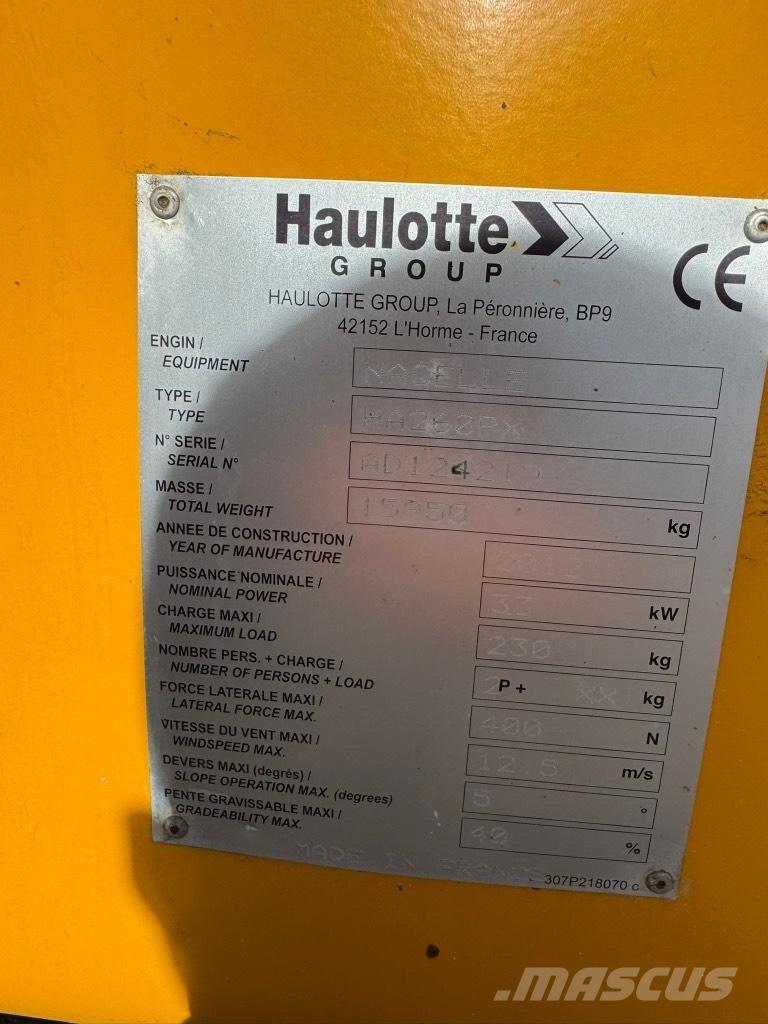 Haulotte
GROUP
HAULOTTE GROUP, La Péronnière, BP9
42152 L'Horme - France
CE
ENGIN /
EQUIPMENT
NACELLE
TYPE /
TYPE
HA260PX
N° SERIE /
SERIAL N°
MASSE /
TOTAL WEIGHT
15950 kg
ANNEE DE CONSTRUCTION /
YEAR OF MANUFACTURE
2012
PUISSANCE NOMINALE /
NOMINAL POWER
33 kW
CHARGE MAXI /
MAXIMUM LOAD
230 kg
NOMBRE PERS. + CHARGE /
NUMBER OF PERSONS + LOAD
2 P + XX kg
FORCE LATERALE MAXI /
LATERAL FORCE MAX.
400 N
VITESSE DU VENT MAXI /
WINDSPEED MAX.
12.5 m/s
DEVERS MAXI (degrés) /
SLOPE OPERATION MAX. (degrees)
5 °
PENTE GRAVISSABLE MAXI /
GRADEABILITY MAX.
40 %
MADE IN FRANCE
307P218070 c
MASCUS